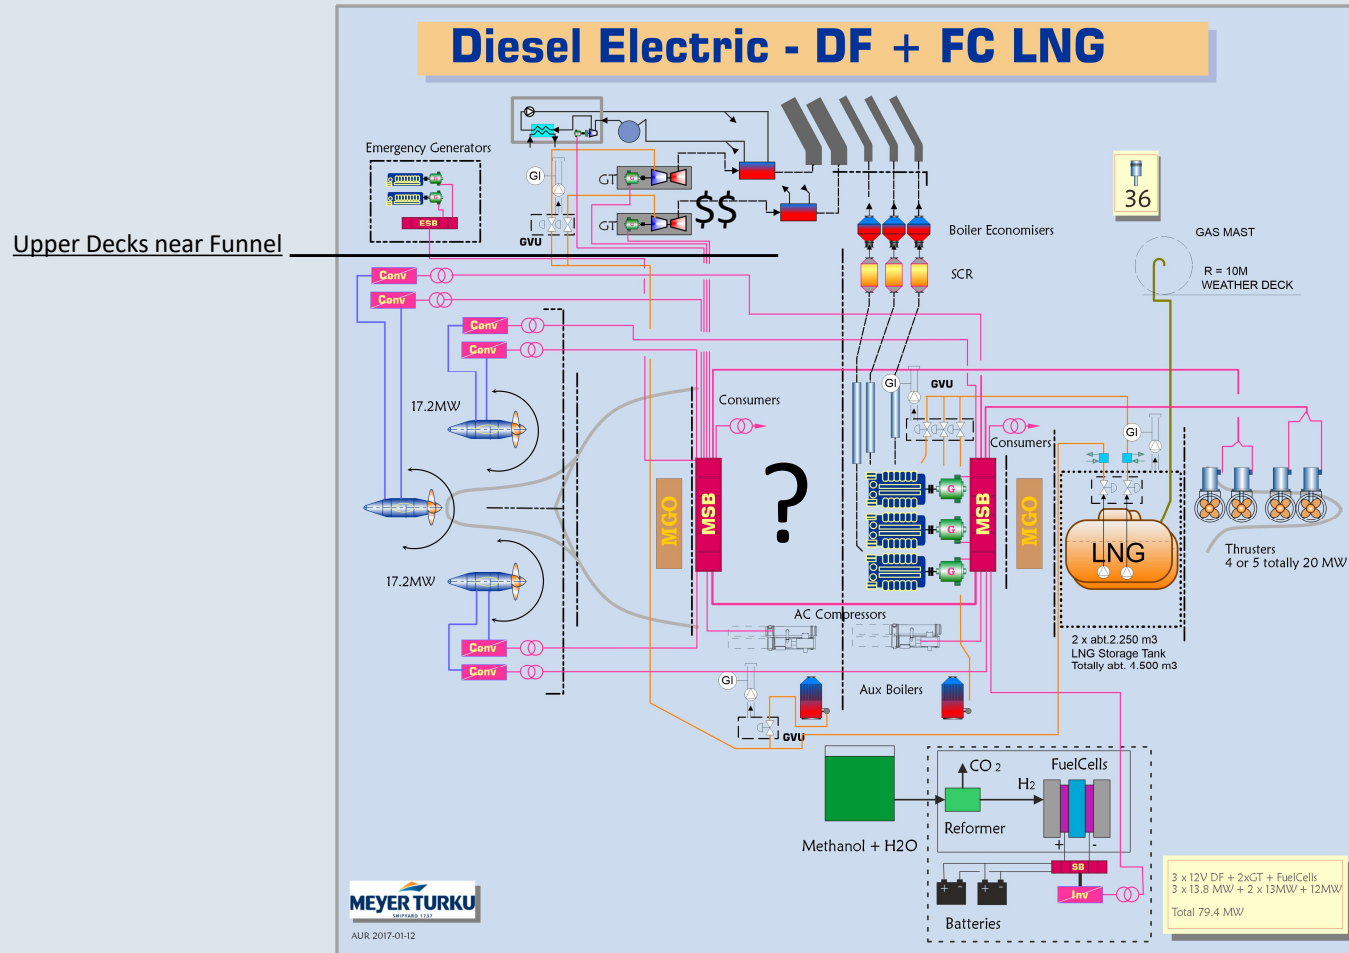 Diesel Electric - DF + FC LNG
Emergency Generators
ESB
GI
GT
GT
$$
GVU
36
Upper Decks near Funnel
Boiler Economisers
SCR
GAS MAST
R = 10M
WEATHER DECK
Conv
Conv
Conv
Conv
17.2MW
Consumers
GI
GVU
Consumers
GI
MGO
MSB
?
G
G
G
MSB
MGO
LNG
Thrusters
4 or 5 totally 20 MW
17.2MW
AC Compressors
2 x abt.2.250 m3
LNG Storage Tank
Totally abt. 4.500 m3
Conv
Conv
GI
GVU
Aux Boilers
CO 2
FuelCells
H2
Reformer
Methanol + H2O
+ -
SB
Inv
+ - + -
Batteries
3 x 12V DF + 2xGT + FuelCells
3 x 13.8 MW + 2 x 13MW + 12MW
Total 79.4 MW
MEYER TURKU
SHIPYARD 1737
AUR 2017-01-12